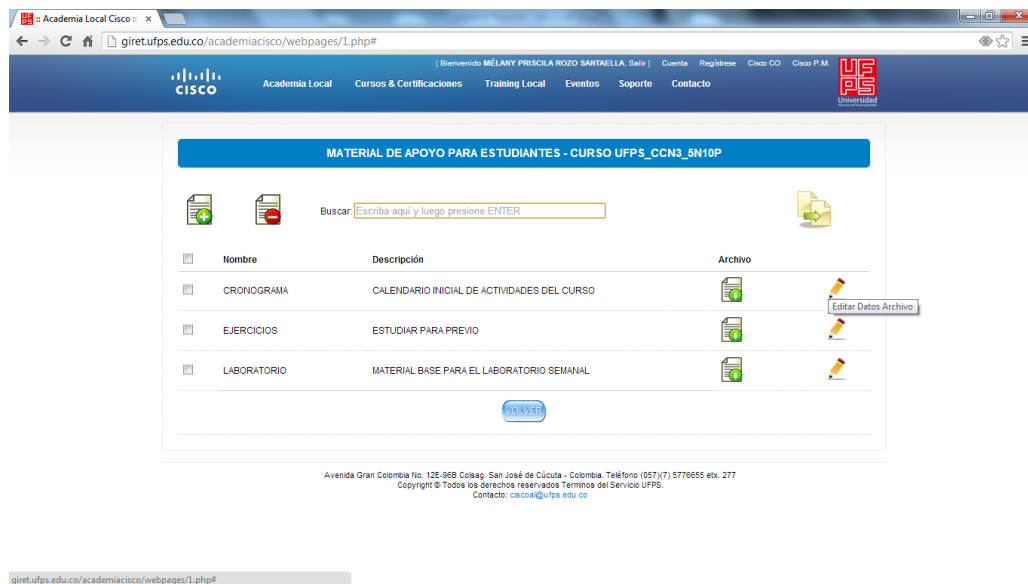 :: Academia Local Cisco ::
giret.ufps.edu.co/academiacisco/webpages/1.php#
[ Bienvenido MÉLANY PRISCILA ROZO SANTAELLA, Salir ] Cuenta Regístrese Cisco CO Cisco P.M.
CISCO
Academia Local Cursos & Certificaciones Training Local Eventos Soporte Contacto
UFPS
Universidad
MATERIAL DE APOYO PARA ESTUDIANTES - CURSO UFPS_CCN3_5N10P
Buscar: Escriba aquí y luego presione ENTER
Nombre Descripción Archivo
CRONOGRAMA CALENDARIO INICIAL DE ACTIVIDADES DEL CURSO
Editar Datos Archivo
EJERCICIOS ESTUDIAR PARA PREVIO
LABORATORIO MATERIAL BASE PARA EL LABORATORIO SEMANAL
VOLVER
Avenida Gran Colombia No. 12E-96B Colsag. San José de Cúcuta - Colombia. Teléfono (057)(7) 5776655 etx. 277
Copyright © Todos los derechos reservados Terminos del Servicio UFPS.
Contacto: ciscoal@ufps.edu.co
giret.ufps.edu.co/academiacisco/webpages/1.php#